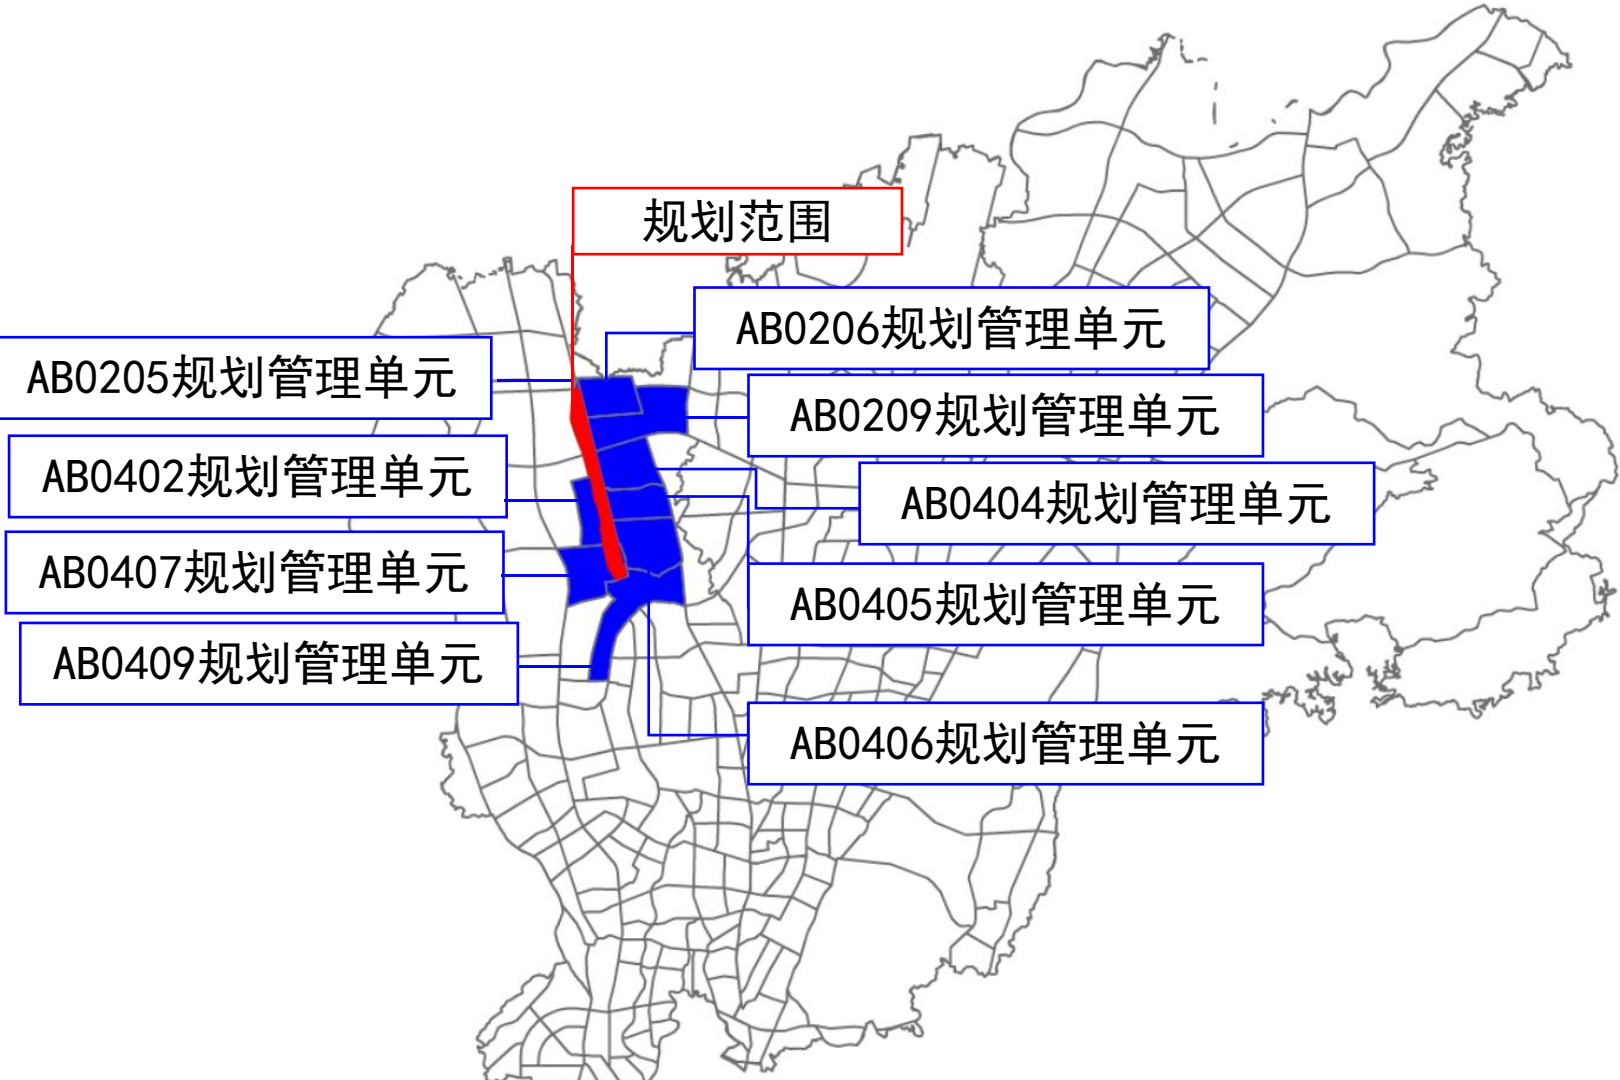 规划范围
AB0206规划管理单元
AB0205规划管理单元
AB0209规划管理单元
AB0402规划管理单元
AB0404规划管理单元
AB0407规划管理单元
AB0405规划管理单元
AB0409规划管理单元
AB0406规划管理单元